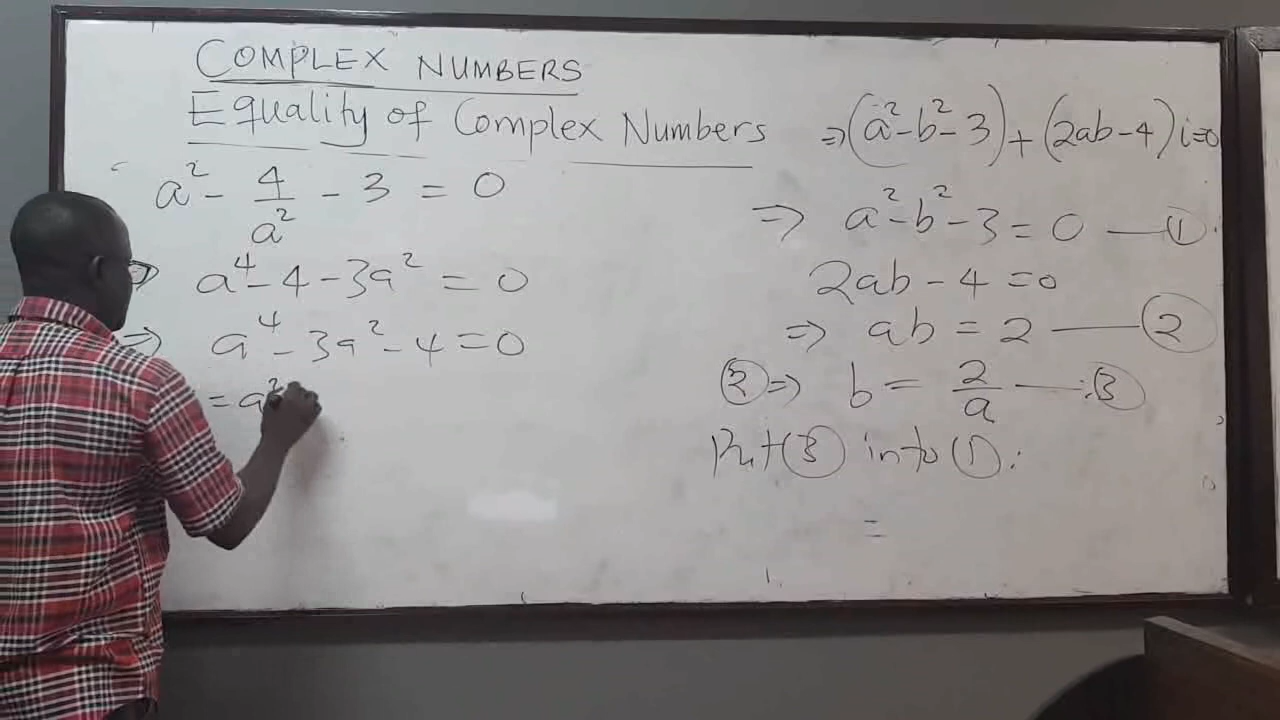 COMPLEX NUMBERS
Equality of Complex Numbers
a² - 4/a² - 3 = 0
⇒ a⁴ - 4 - 3a² = 0
⇒ a⁴ - 3a² - 4 = 0
= a²
⇒ (a² - b² - 3) + (2ab - 4) i = 0
⇒ a² - b² - 3 = 0 — ①
2ab - 4 = 0
⇒ ab = 2 — ②
② ⇒ b = 2/a — ③
Put ③ into ① :
=